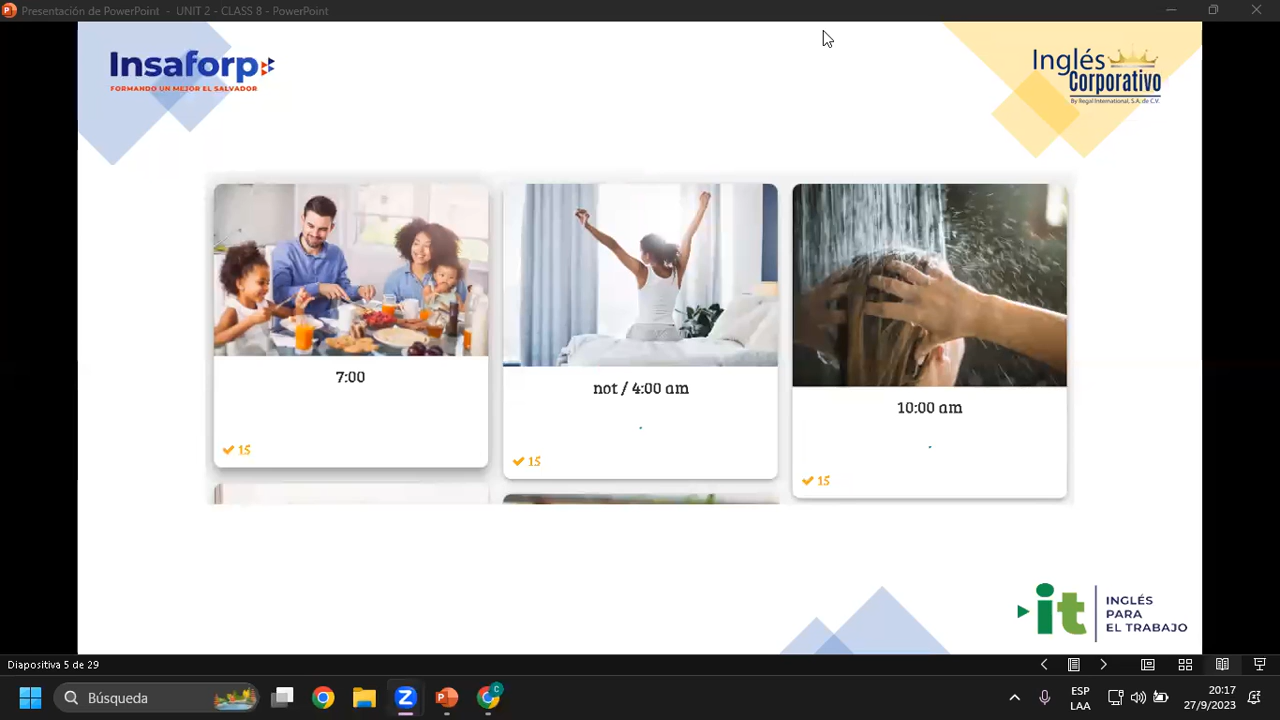 Presentación de PowerPoint - UNIT 2 - CLASS 8 - PowerPoint
Insaforp
FORMANDO UN MEJOR EL SALVADOR
Inglés
Corporativo
By Regal International, S.A. de C.V.
7:00
15
not / 4:00 am
15
10:00 am
15
it
INGLÉS
PARA
EL TRABAJO
Diapositiva 5 de 29
Búsqueda
ESP
LAA
20:17
27/9/2023